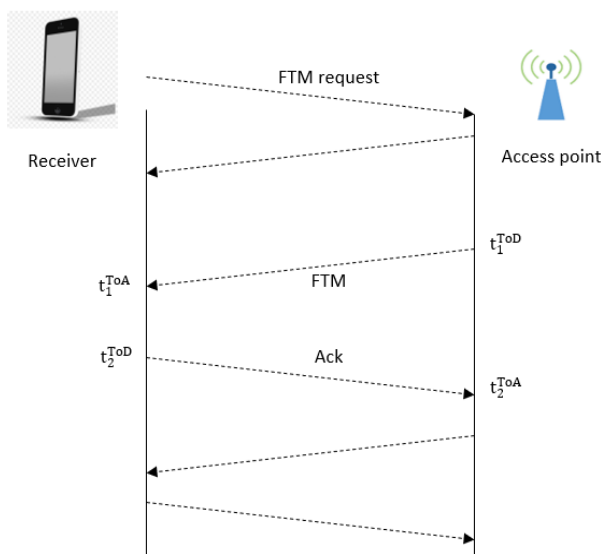 FTM request
Receiver
Access point
t₁ᵀᵒᴰ
t₁ᵀᵒᴬ
FTM
t₂ᵀᵒᴰ
Ack
t₂ᵀᵒᴬ